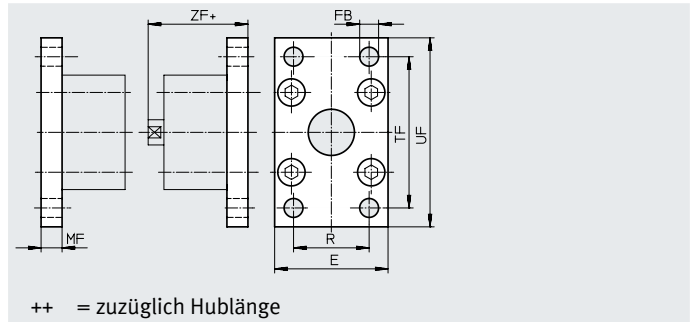 ZF+
FB
TF
UF
MF
R
E
++ = zuzüglich Hublänge